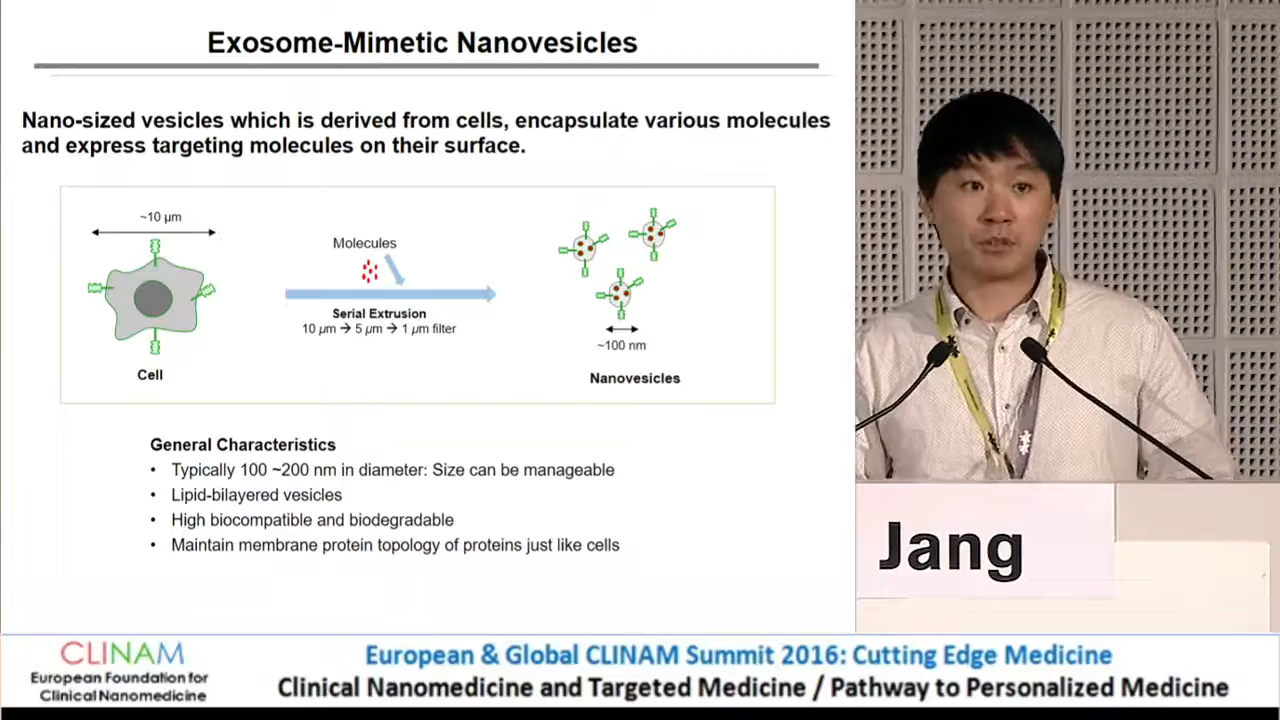 Exosome-Mimetic Nanovesicles
Nano-sized vesicles which is derived from cells, encapsulate various molecules
and express targeting molecules on their surface.
~10 μm
Cell
Molecules
Serial Extrusion
10 μm → 5 μm → 1 μm filter
~100 nm
Nanovesicles
General Characteristics
• Typically 100 ~200 nm in diameter: Size can be manageable
• Lipid-bilayered vesicles
• High biocompatible and biodegradable
• Maintain membrane protein topology of proteins just like cells
Jang
CLINAM
European Foundation for
Clinical Nanomedicine
European & Global CLINAM Summit 2016: Cutting Edge Medicine
Clinical Nanomedicine and Targeted Medicine / Pathway to Personalized Medicine